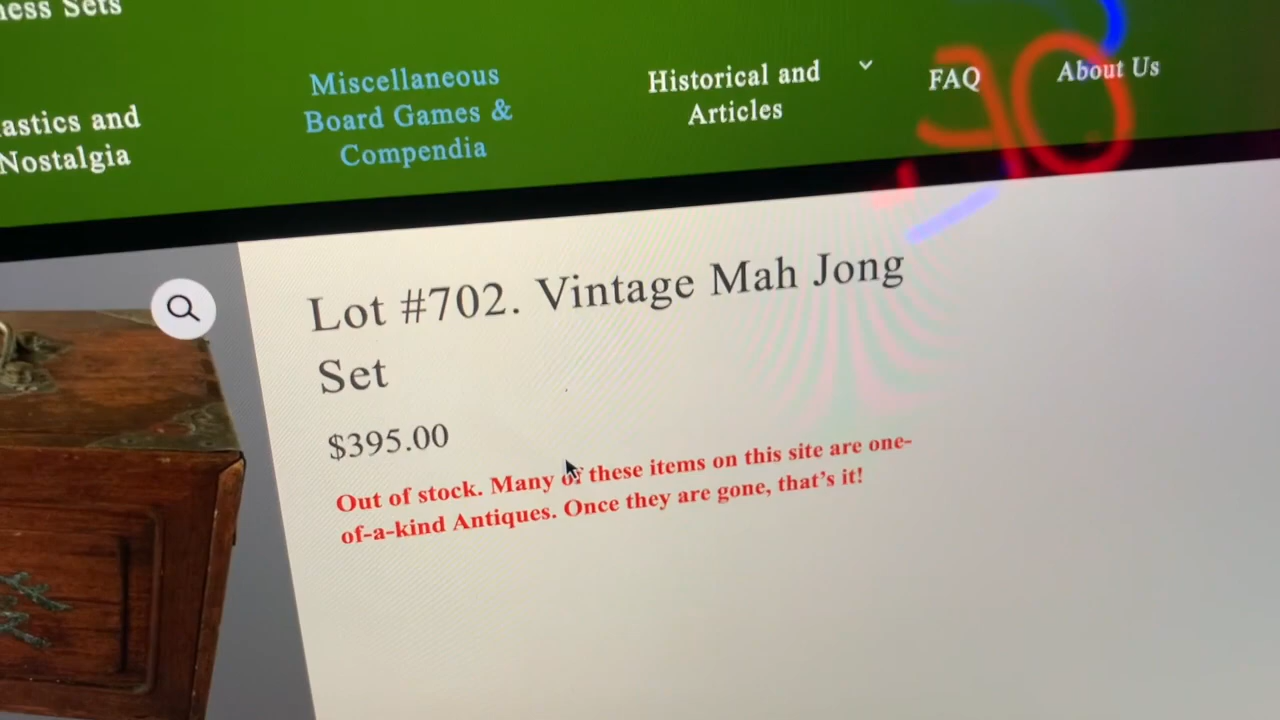 Sets
astics and
Nostalgia
Miscellaneous
Board Games &
Compendia
Historical and
Articles
FAQ
About Us
Lot #702. Vintage Mah Jong
Set
$395.00
Out of stock. Many of these items on this site are one-
of-a-kind Antiques. Once they are gone, that's it!